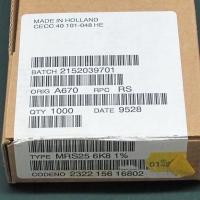 MADE IN HOLLAND
CECC 40 101-048 HE
BATCH 2152039701
ORIG A670 RPC RS
QTY 1000 DATE 9528
TYPE MRS25 6K8 1%
CODENO 2322 156 16802